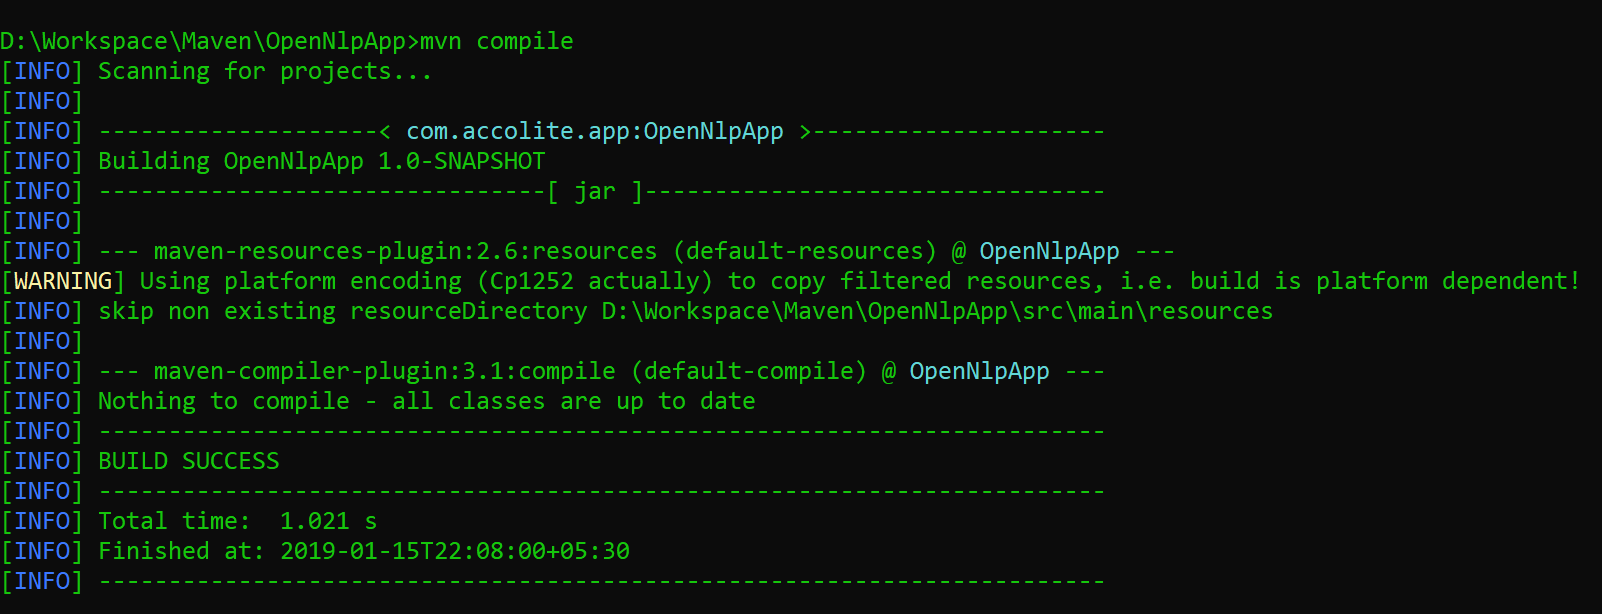 D:\Workspace\Maven\OpenNlpApp>mvn compile
[INFO] Scanning for projects...
[INFO]
[INFO] --------------------< com.accolite.app:OpenNlpApp >---------------------
[INFO] Building OpenNlpApp 1.0-SNAPSHOT
[INFO] --------------------------------[ jar ]---------------------------------
[INFO]
[INFO] --- maven-resources-plugin:2.6:resources (default-resources) @ OpenNlpApp ---
[WARNING] Using platform encoding (Cp1252 actually) to copy filtered resources, i.e. build is platform dependent!
[INFO] skip non existing resourceDirectory D:\Workspace\Maven\OpenNlpApp\src\main\resources
[INFO]
[INFO] --- maven-compiler-plugin:3.1:compile (default-compile) @ OpenNlpApp ---
[INFO] Nothing to compile - all classes are up to date
[INFO] ------------------------------------------------------------------------
[INFO] BUILD SUCCESS
[INFO] ------------------------------------------------------------------------
[INFO] Total time:  1.021 s
[INFO] Finished at: 2019-01-15T22:08:00+05:30
[INFO] ------------------------------------------------------------------------